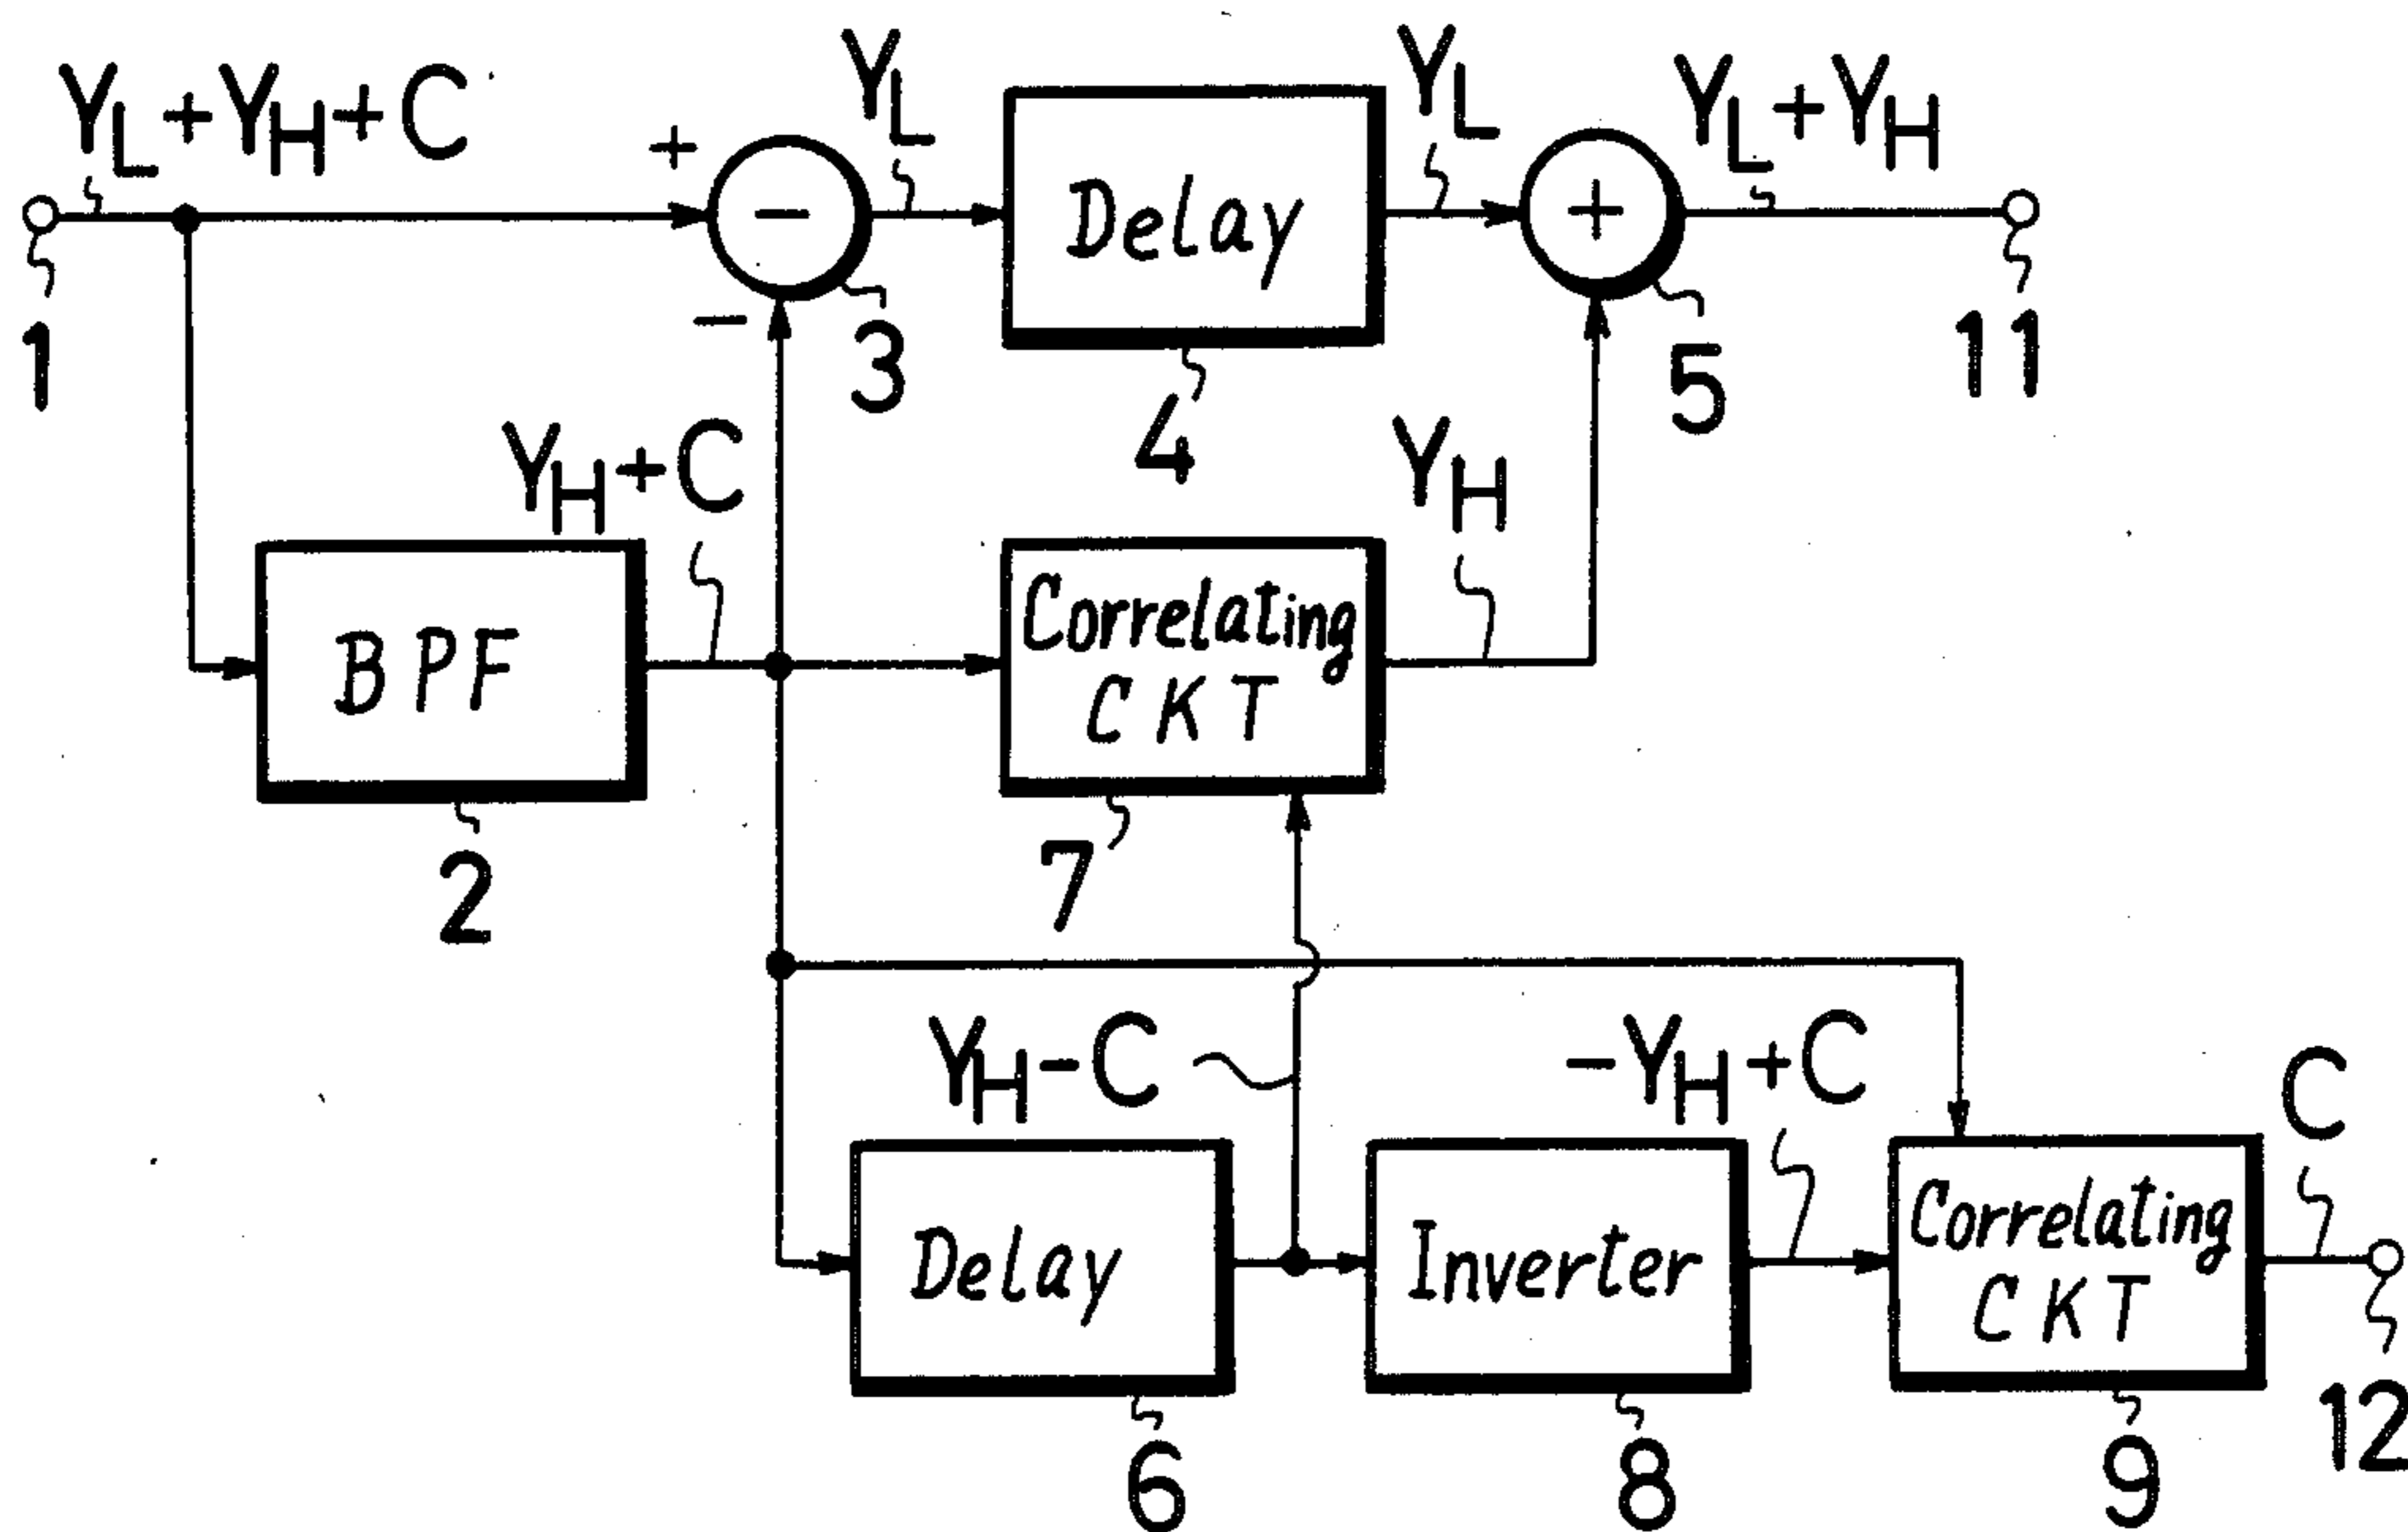 YL+YH+C
+
−
YL
Delay
YL
+
YL+YH
1
−
3
4
5
11
YH+C
YH
BPF
Correlating
CKT
2
7
YH−C
−YH+C
C
Delay
Inverter
Correlating
CKT
6
8
9
12